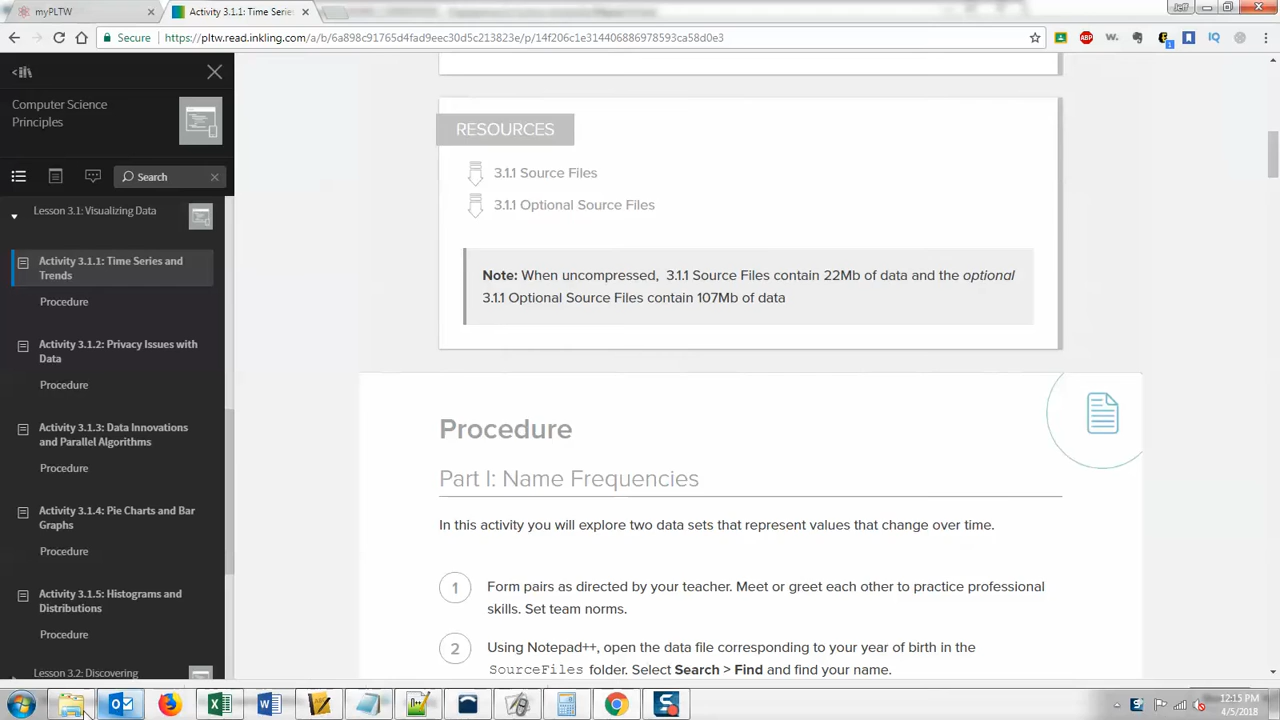 myPLTW
Activity 3.1.1: Time Serie
Secure
https://pltw.read.inkling.com/a/b/6a898c91765d4fad9eec30d5c213823e/p/14f206c1e314406886978593ca58d0e3
ABP
W.
IQ
Computer Science
Principles
Search
Lesson 3.1: Visualizing Data
Activity 3.1.1: Time Series and
Trends
Procedure
Activity 3.1.2: Privacy Issues with
Data
Procedure
Activity 3.1.3: Data Innovations
and Parallel Algorithms
Procedure
Activity 3.1.4: Pie Charts and Bar
Graphs
Procedure
Activity 3.1.5: Histograms and
Distributions
Procedure
Lesson 3.2: Discovering
RESOURCES
3.1.1 Source Files
3.1.1 Optional Source Files
Note: When uncompressed, 3.1.1 Source Files contain 22Mb of data and the optional
3.1.1 Optional Source Files contain 107Mb of data
Procedure
Part I: Name Frequencies
In this activity you will explore two data sets that represent values that change over time.
1 Form pairs as directed by your teacher. Meet or greet each other to practice professional
skills. Set team norms.
2 Using Notepad++, open the data file corresponding to your year of birth in the
SourceFiles folder. Select Search > Find and find your name.
12:15 PM
4/5/2018